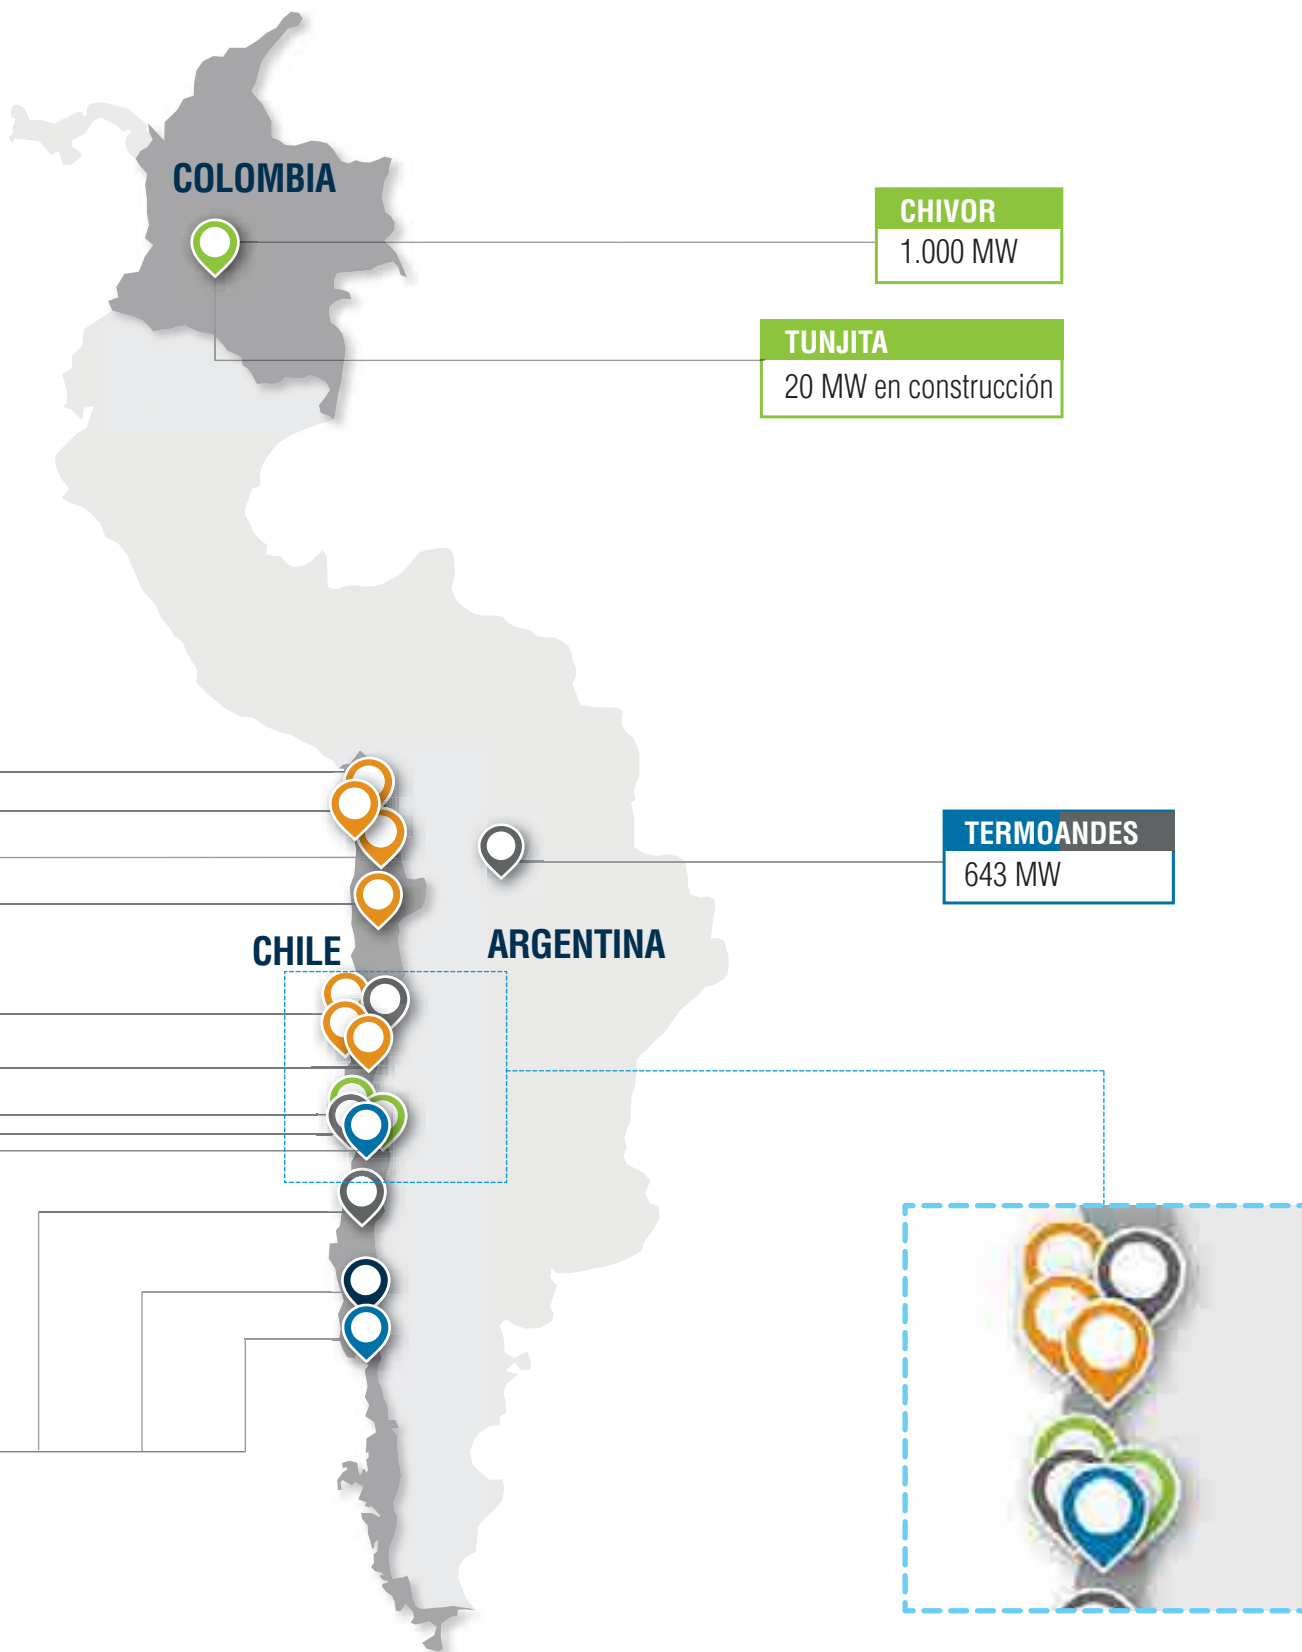 COLOMBIA
CHIVOR
1.000 MW
TUNJITA
20 MW en construcción
TERMOANDES
643 MW
CHILE
ARGENTINA